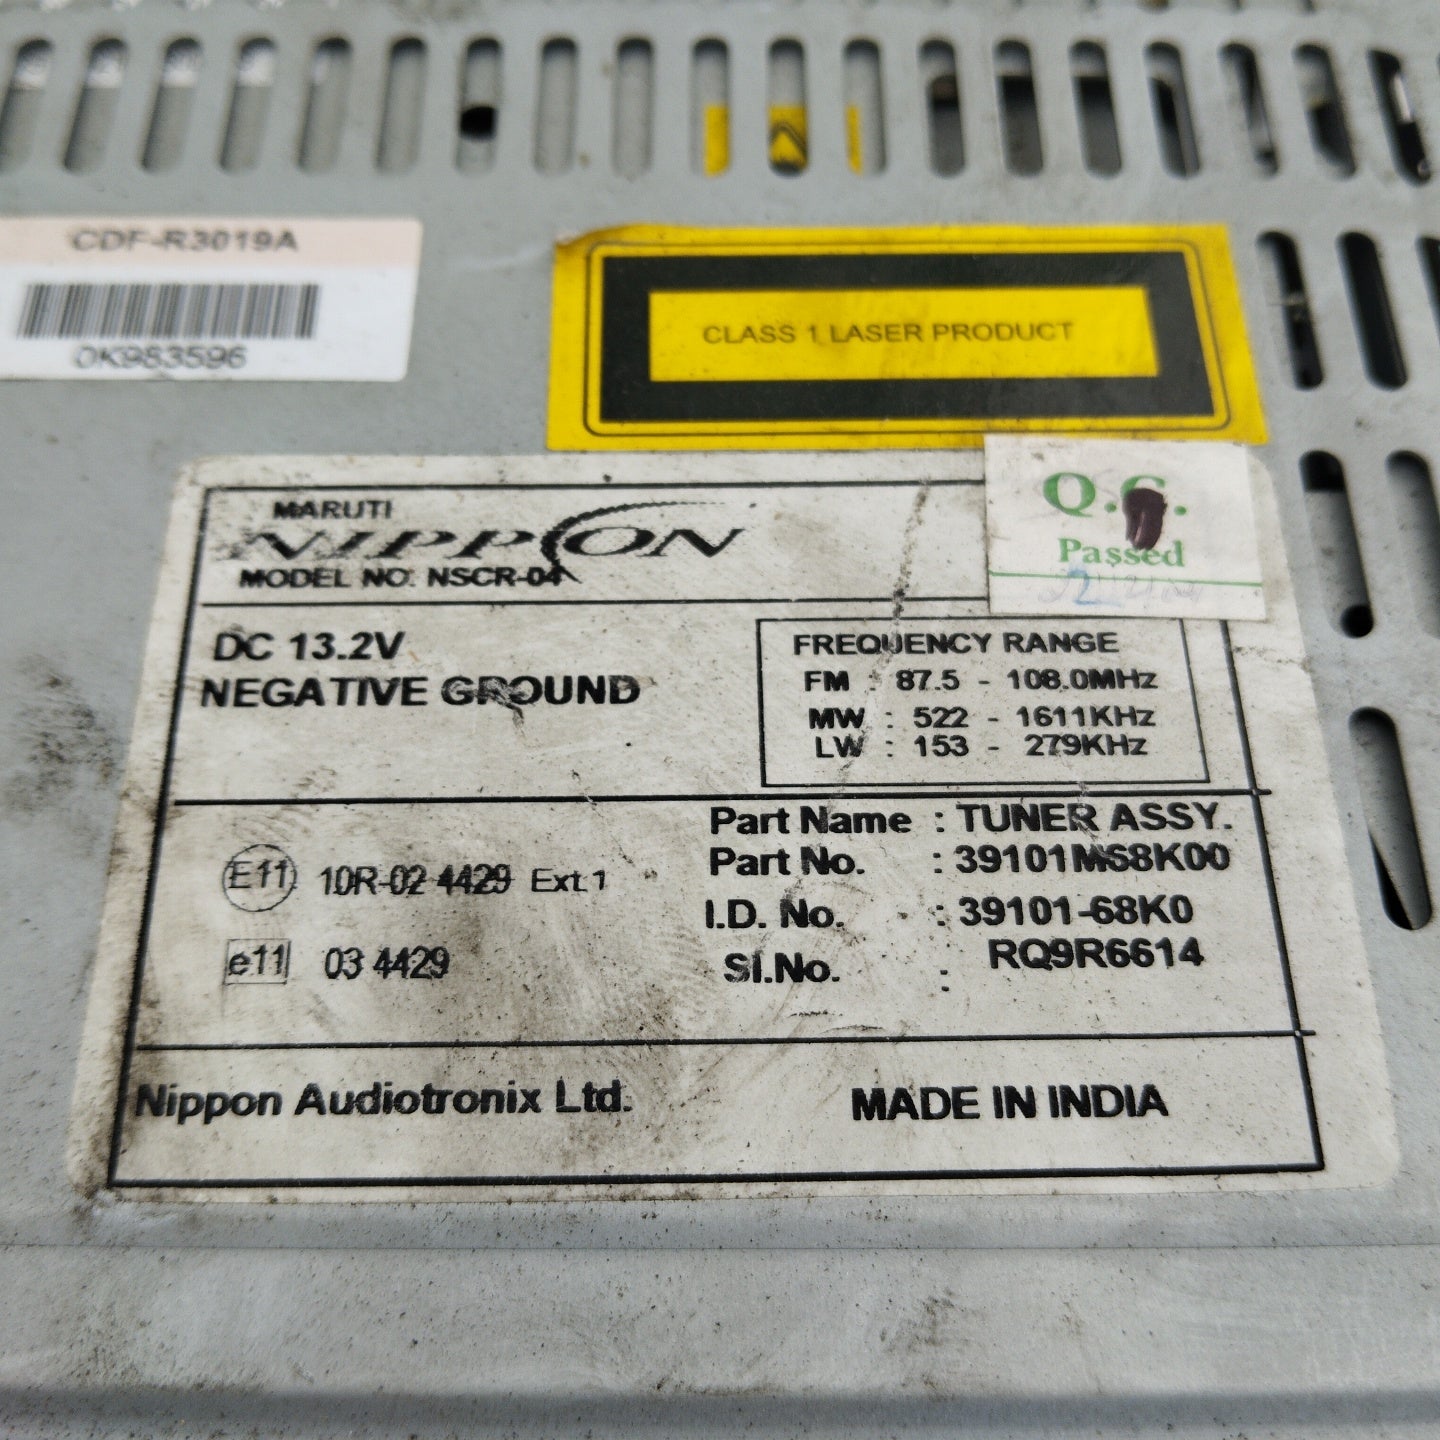 CDF-R3019A
0K983596
CLASS 1 LASER PRODUCT
Q.C.
Passed
MARUTI
NIPPON
MODEL NO. NSCR-04
DC 13.2V
NEGATIVE GROUND
FREQUENCY RANGE
FM : 87.5 - 108.0MHz
MW : 522 - 1611KHz
LW : 153 - 279KHz
Part Name : TUNER ASSY.
Part No. : 39101M68K00
I.D. No. : 39101-68K0
Sl.No. : RQ9R6614
E11 10R-02 4429 Ext.1
e11 03 4429
Nippon Audiotronix Ltd.
MADE IN INDIA